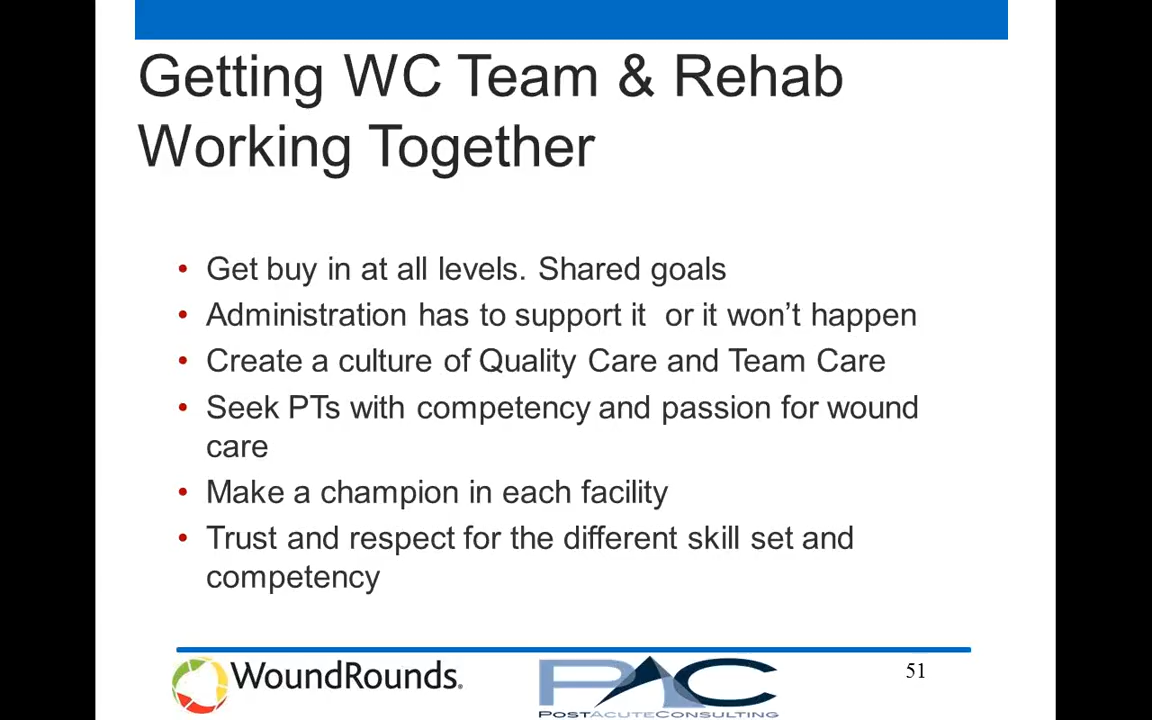 Getting WC Team & Rehab
Working Together
• Get buy in at all levels. Shared goals
• Administration has to support it  or it won’t happen
• Create a culture of Quality Care and Team Care
• Seek PTs with competency and passion for wound
care
• Make a champion in each facility
• Trust and respect for the different skill set and
competency
WoundRounds.
PAC
POSTACUTECONSULTING
51